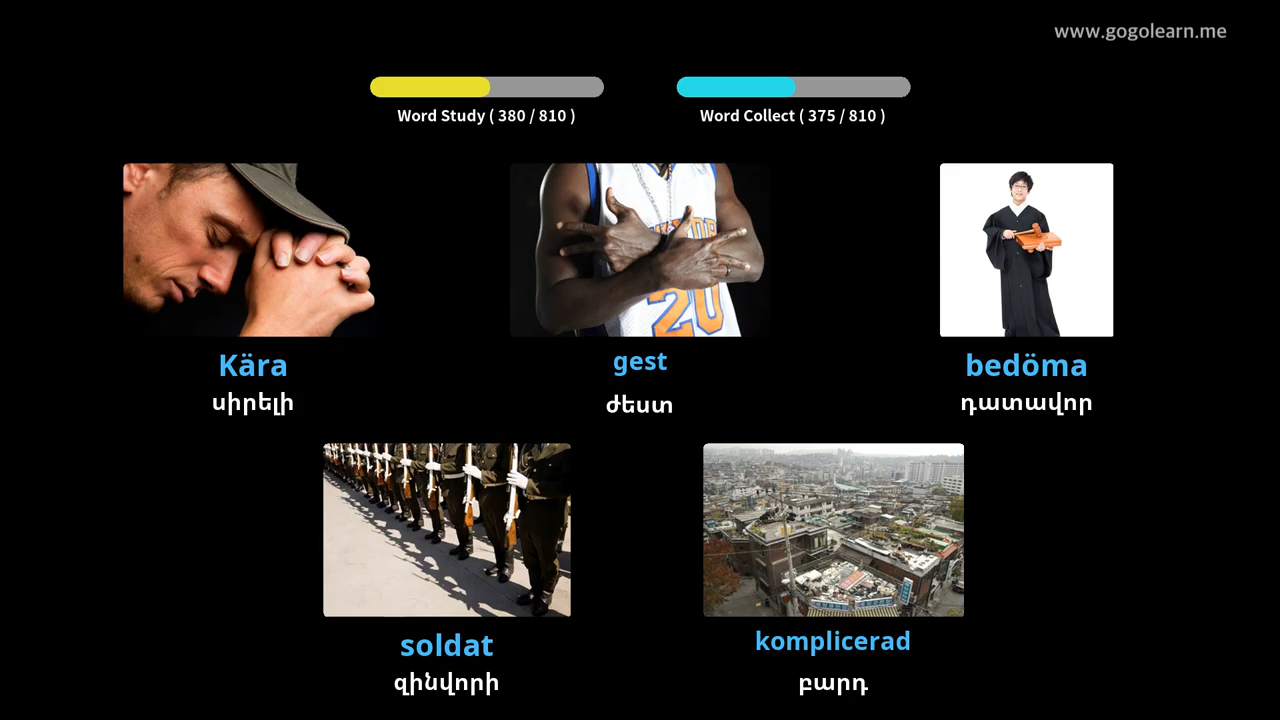 www.gogolearn.me
Word Study ( 380 / 810 )
Word Collect ( 375 / 810 )
20
Kära
սիրելի
gest
ժեստ
bedöma
դատավոր
soldat
զինվորի
komplicerad
բարդ